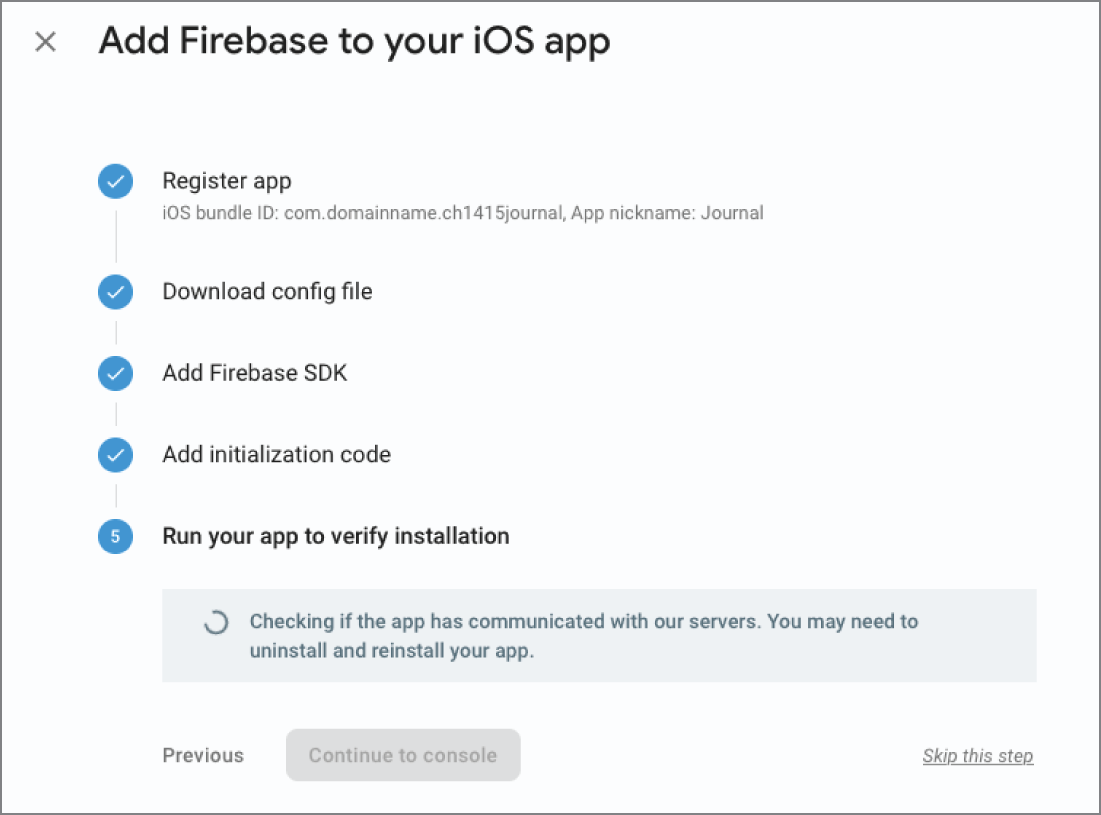 Add Firebase to your iOS app
Register app
iOS bundle ID: com.domainname.ch1415journal, App nickname: Journal
Download config file
Add Firebase SDK
Add initialization code
5
Run your app to verify installation
Checking if the app has communicated with our servers. You may need to
uninstall and reinstall your app.
Previous
Continue to console
Skip this step